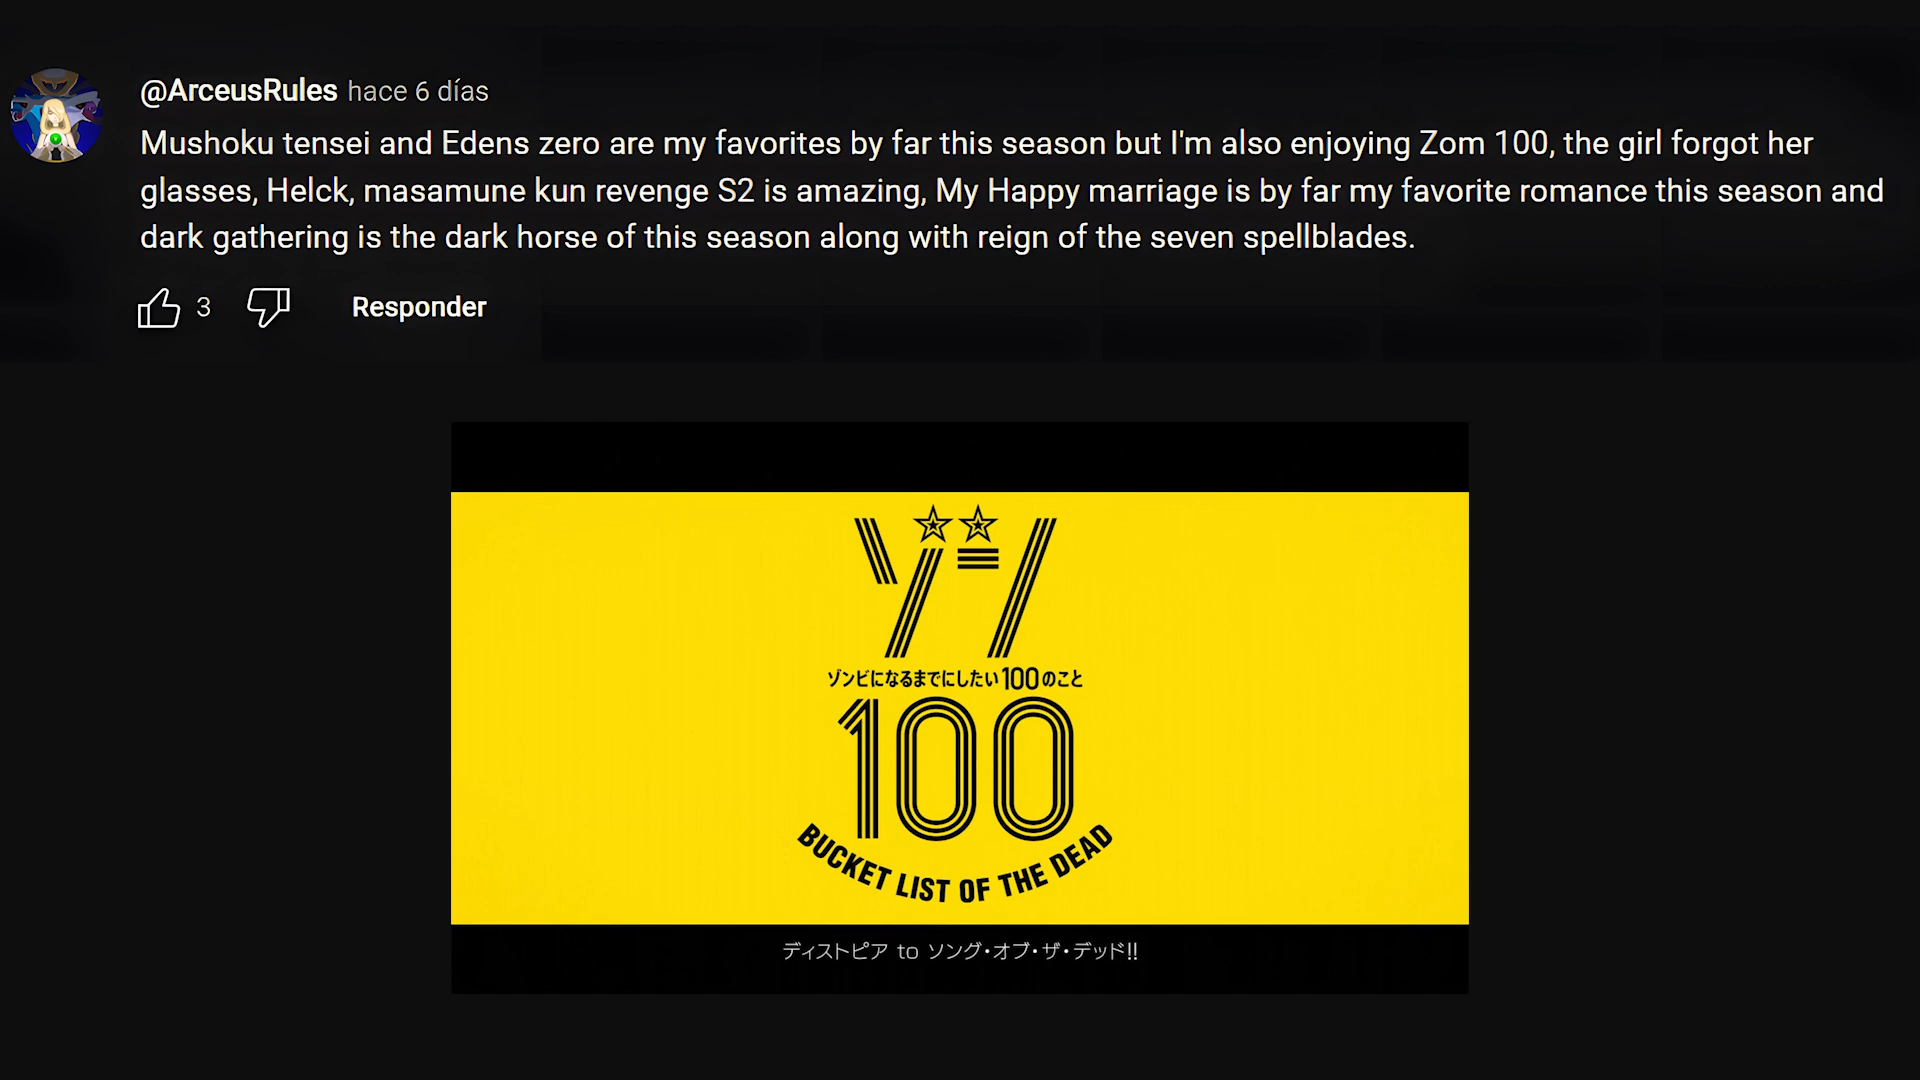 @ArceusRules hace 6 días
Mushoku tensei and Edens zero are my favorites by far this season but I'm also enjoying Zom 100, the girl forgot her
glasses, Helck, masamune kun revenge S2 is amazing, My Happy marriage is by far my favorite romance this season and
dark gathering is the dark horse of this season along with reign of the seven spellblades.
3 Responder
ゾン
ゾンビになるまでにしたい100のこと
100
BUCKET LIST OF THE DEAD
ディストピア to ソング・オブ・ザ・デッド!!